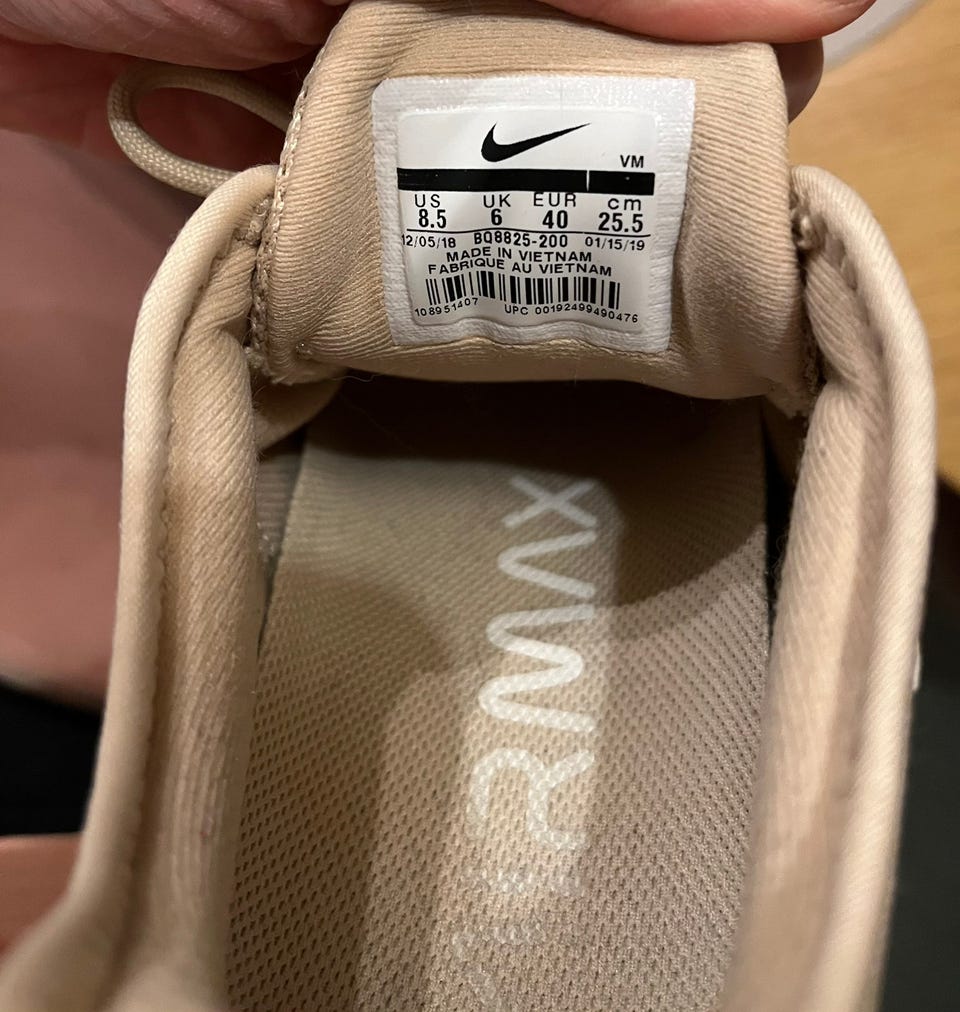 VM
US UK EUR cm
8.5 6 40 25.5
12/05/18 BQ8825-200 01/15/19
MADE IN VIETNAM
FABRIQUE AU VIETNAM
108951407 UPC 00192499490476
AIRMAX